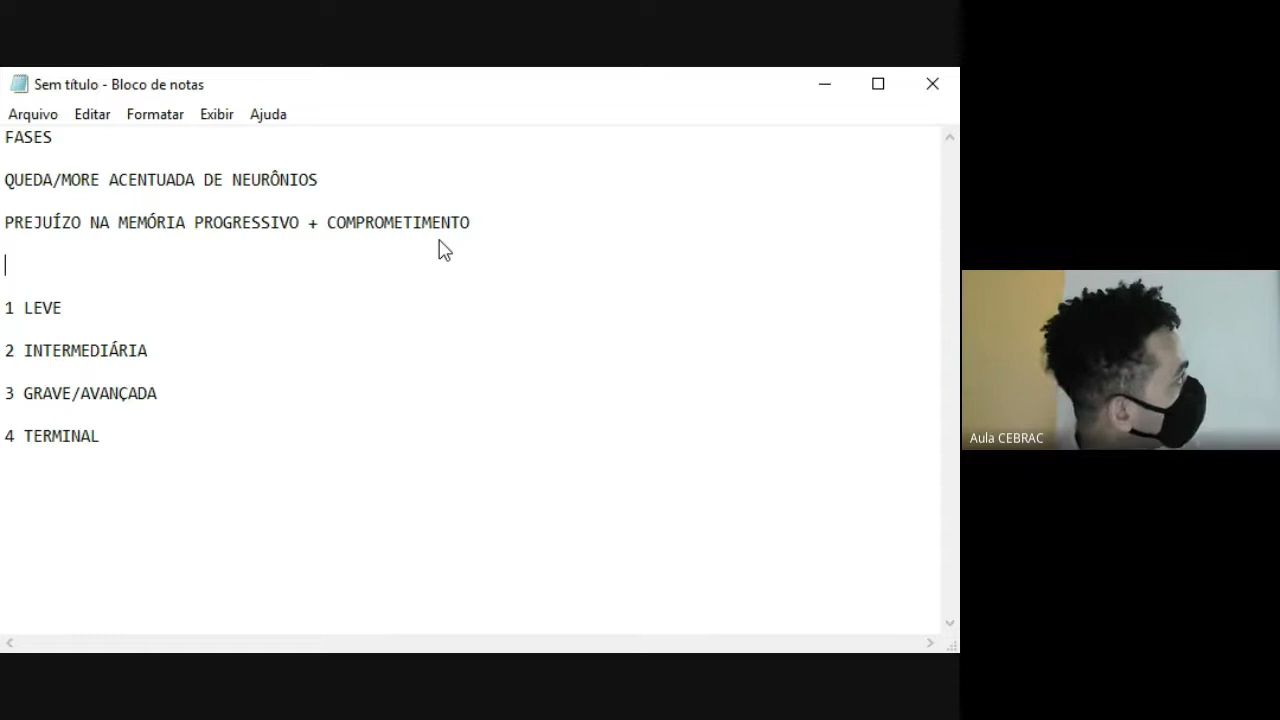 Sem título - Bloco de notas
Arquivo Editar Formatar Exibir Ajuda
FASES
QUEDA/MORE ACENTUADA DE NEURÔNIOS
PREJUÍZO NA MEMÓRIA PROGRESSIVO + COMPROMETIMENTO
1 LEVE
2 INTERMEDIÁRIA
3 GRAVE/AVANÇADA
4 TERMINAL
Aula CEBRAC